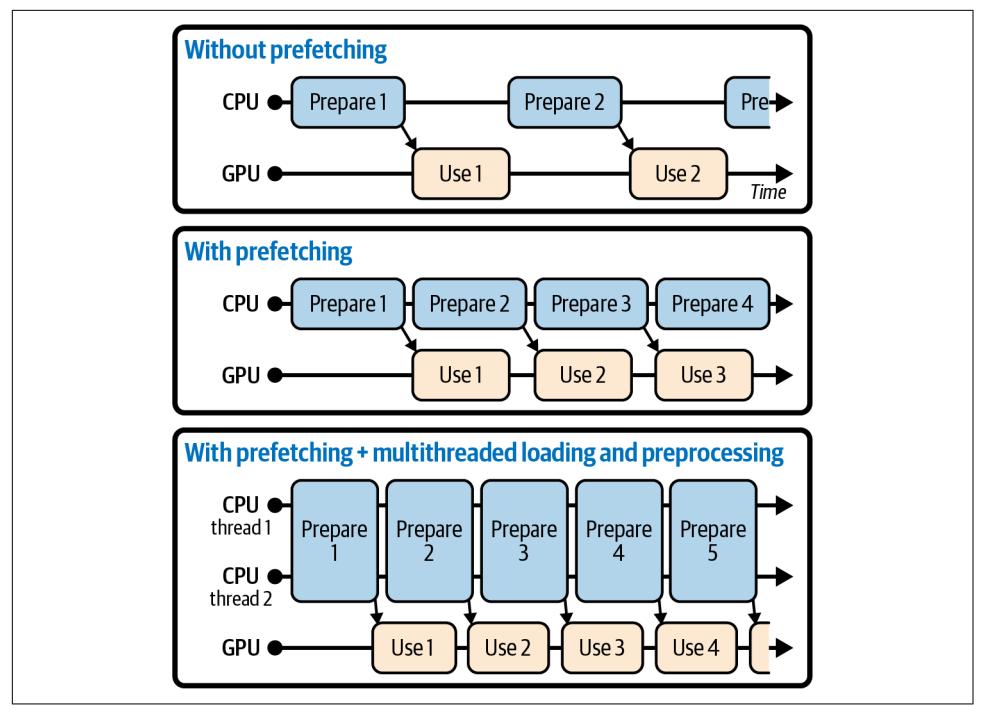 Without prefetching
CPU Prepare 1 Prepare 2 Pre
GPU Use 1 Use 2
Time
With prefetching
CPU Prepare 1 Prepare 2 Prepare 3 Prepare 4
GPU Use 1 Use 2 Use 3
With prefetching + multithreaded loading and preprocessing
CPU
thread 1
Prepare Prepare Prepare Prepare Prepare
1 2 3 4 5
CPU
thread 2
GPU Use 1 Use 2 Use 3 Use 4